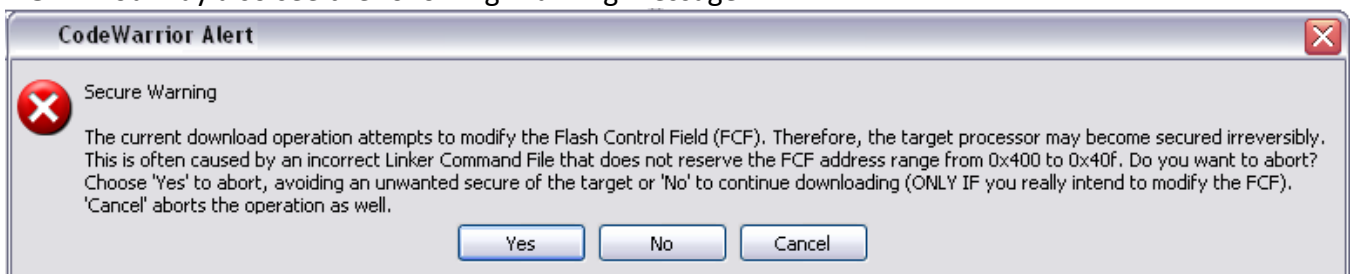 CodeWarrior Alert
Secure Warning
The current download operation attempts to modify the Flash Control Field (FCF). Therefore, the target processor may become secured irreversibly.
This is often caused by an incorrect Linker Command File that does not reserve the FCF address range from 0x400 to 0x40f. Do you want to abort?
Choose 'Yes' to abort, avoiding an unwanted secure of the target or 'No' to continue downloading (ONLY IF you really intend to modify the FCF).
'Cancel' aborts the operation as well.
Yes No Cancel